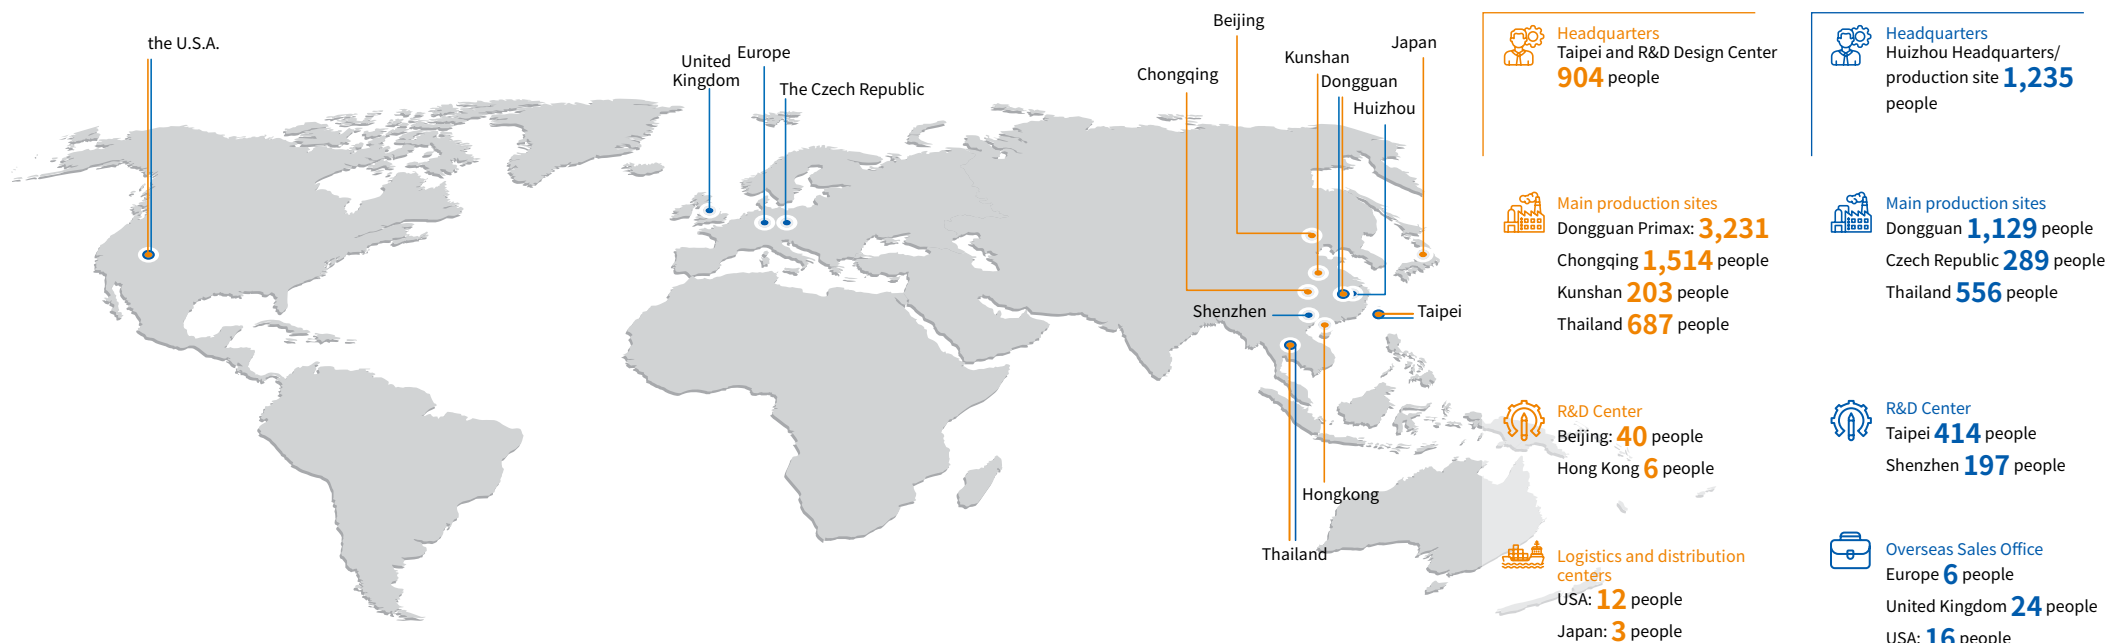 the U.S.A.
United
Kingdom
Europe
The Czech Republic
Beijing
Chongqing
Kunshan
Dongguan
Huizhou
Japan
Shenzhen
Taipei
Hongkong
Thailand
Headquarters
Taipei and R&D Design Center
904 people
Main production sites
Dongguan Primax: 3,231
Chongqing 1,514 people
Kunshan 203 people
Thailand 687 people
R&D Center
Beijing: 40 people
Hong Kong 6 people
Logistics and distribution
centers
USA: 12 people
Japan: 3 people
Headquarters
Huizhou Headquarters/
production site 1,235
people
Main production sites
Dongguan 1,129 people
Czech Republic 289 people
Thailand 556 people
R&D Center
Taipei 414 people
Shenzhen 197 people
Overseas Sales Office
Europe 6 people
United Kingdom 24 people
USA: 16 people